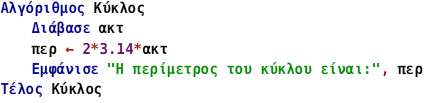 Αλγόριθμος Κύκλος
Διάβασε ακτ
περ ← 2*3.14*ακτ
Εμφάνισε "Η περίμετρος του κύκλου είναι:", περ
Τέλος Κύκλος